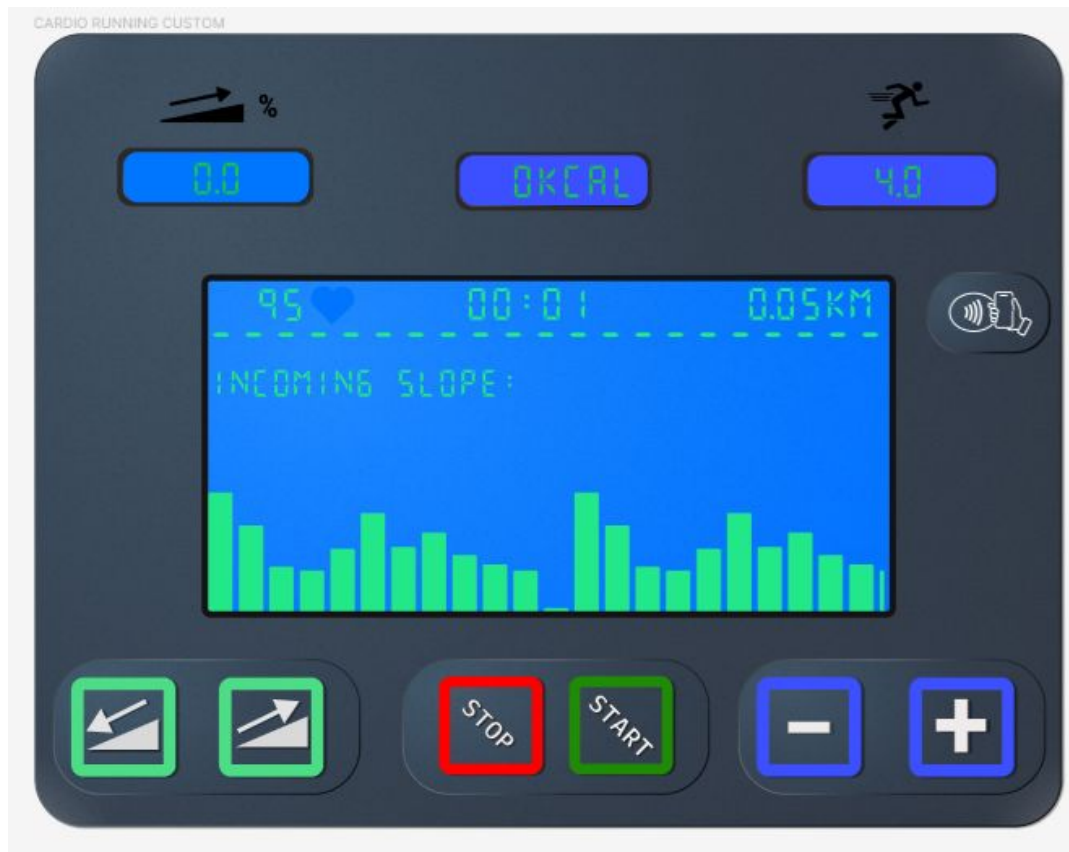 CARDIO RUNNING CUSTOM
%
0.0 0KCAL 4.0
95 00:01 0.05KM
INCOMING SLOPE:
STOP START
- +